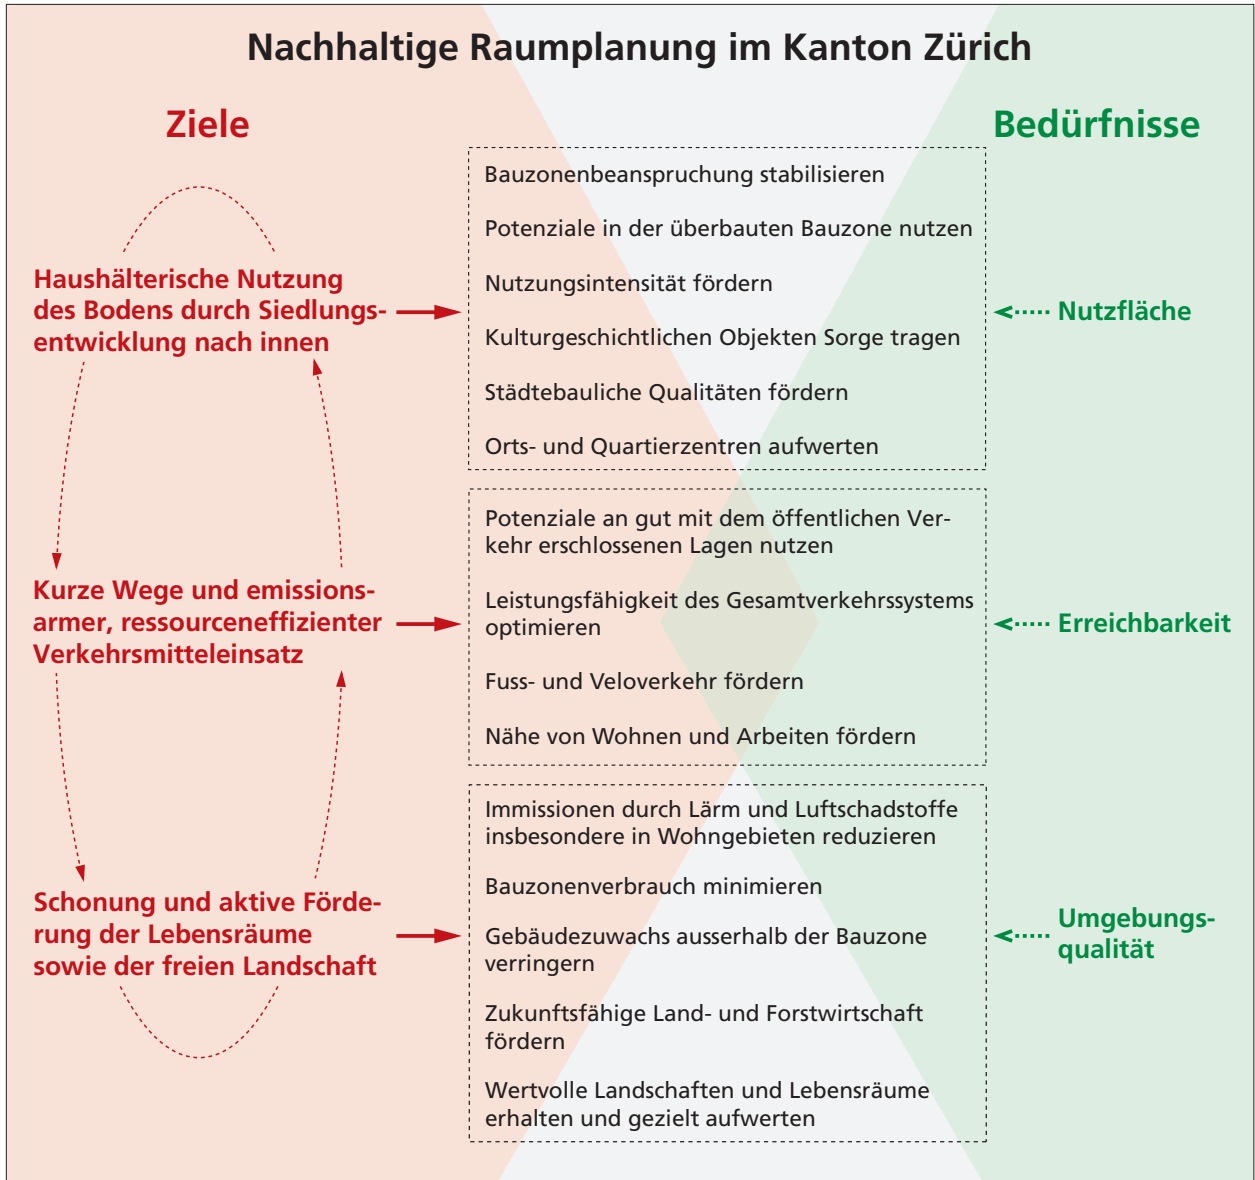 Nachhaltige Raumplanung im Kanton Zürich
Ziele
Bedürfnisse
Haushälterische Nutzung
des Bodens durch Siedlungs-
entwicklung nach innen
Bauzonenbeanspruchung stabilisieren
Potenziale in der überbauten Bauzone nutzen
Nutzungsintensität fördern
Kulturgeschichtlichen Objekten Sorge tragen
Städtebauliche Qualitäten fördern
Orts- und Quartierzentren aufwerten
Nutzfläche
Kurze Wege und emissions-
armer, ressourceneffizienter
Verkehrsmitteleinsatz
Potenziale an gut mit dem öffentlichen Ver-
kehr erschlossenen Lagen nutzen
Leistungsfähigkeit des Gesamtverkehrssystems
optimieren
Fuss- und Veloverkehr fördern
Nähe von Wohnen und Arbeiten fördern
Erreichbarkeit
Schonung und aktive Förde-
rung der Lebensräume
sowie der freien Landschaft
Immissionen durch Lärm und Luftschadstoffe
insbesondere in Wohngebieten reduzieren
Bauzonenverbrauch minimieren
Gebäudezuwachs ausserhalb der Bauzone
verringern
Zukunftsfähige Land- und Forstwirtschaft
fördern
Wertvolle Landschaften und Lebensräume
erhalten und gezielt aufwerten
Umgebungs-
qualität